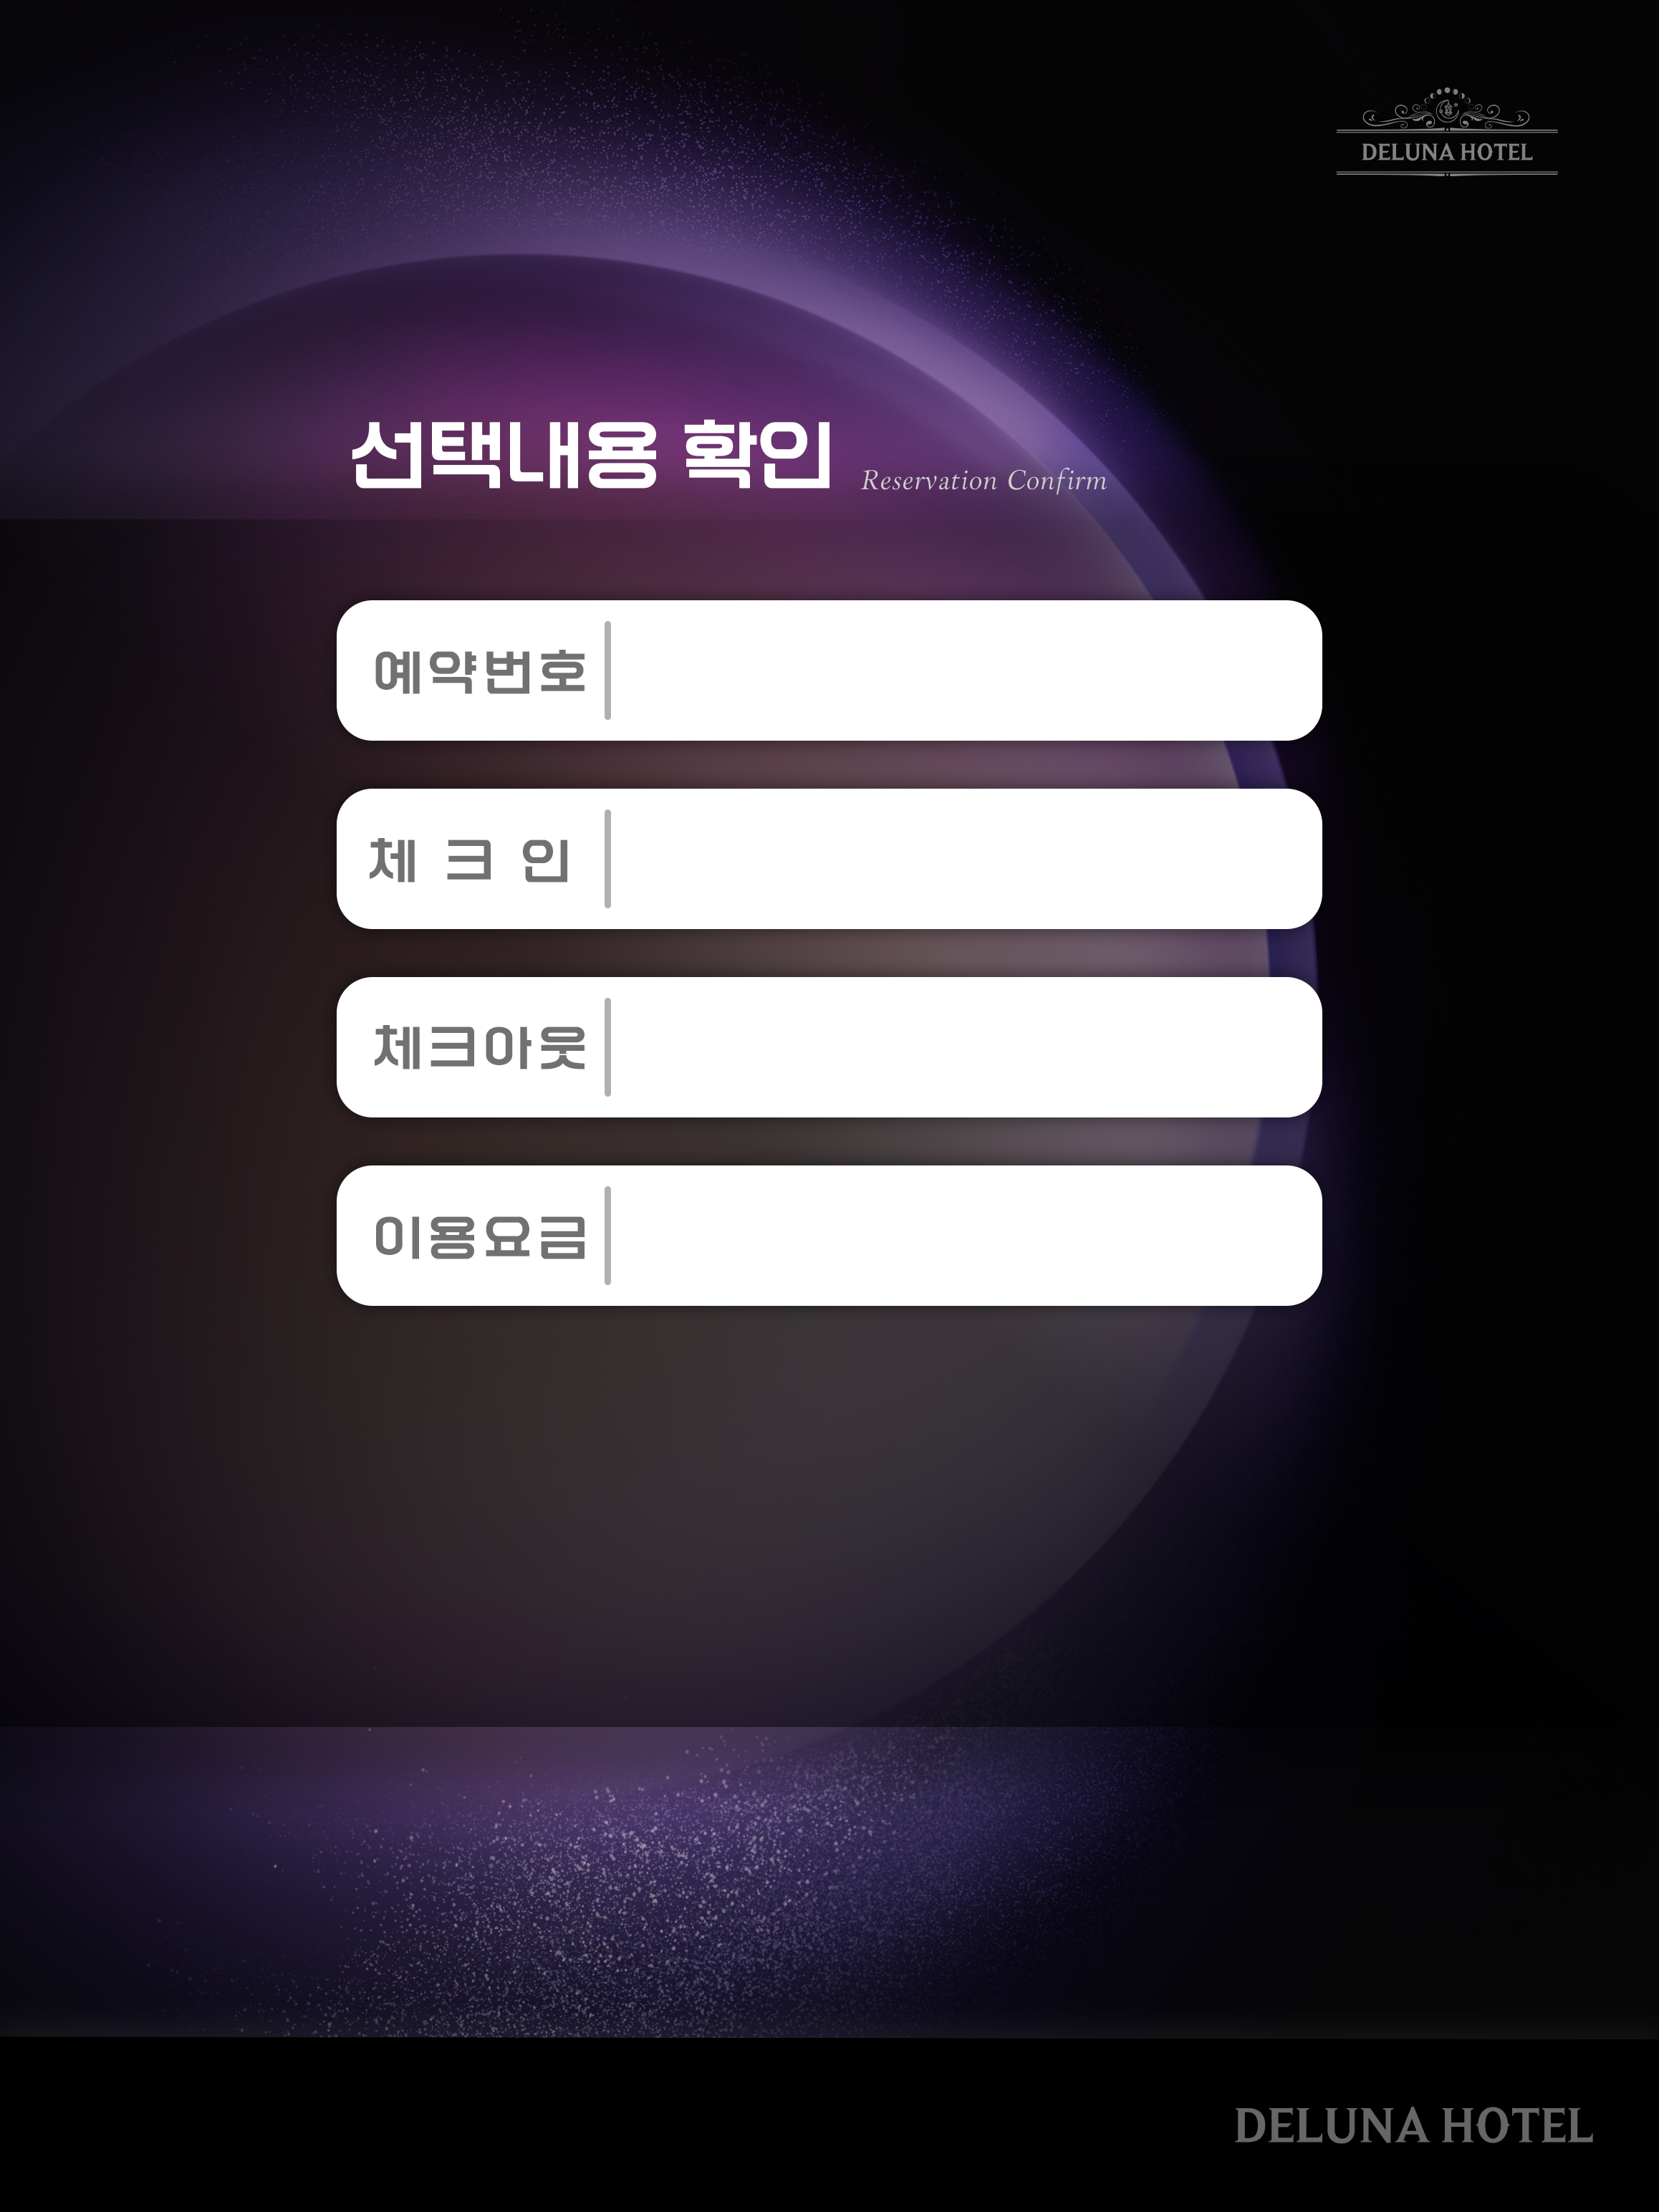 DELUNA HOTEL
선택내용 확인 Reservation Confirm
예약번호
체 크 인
체크아웃
이용요금
DELUNA HOTEL